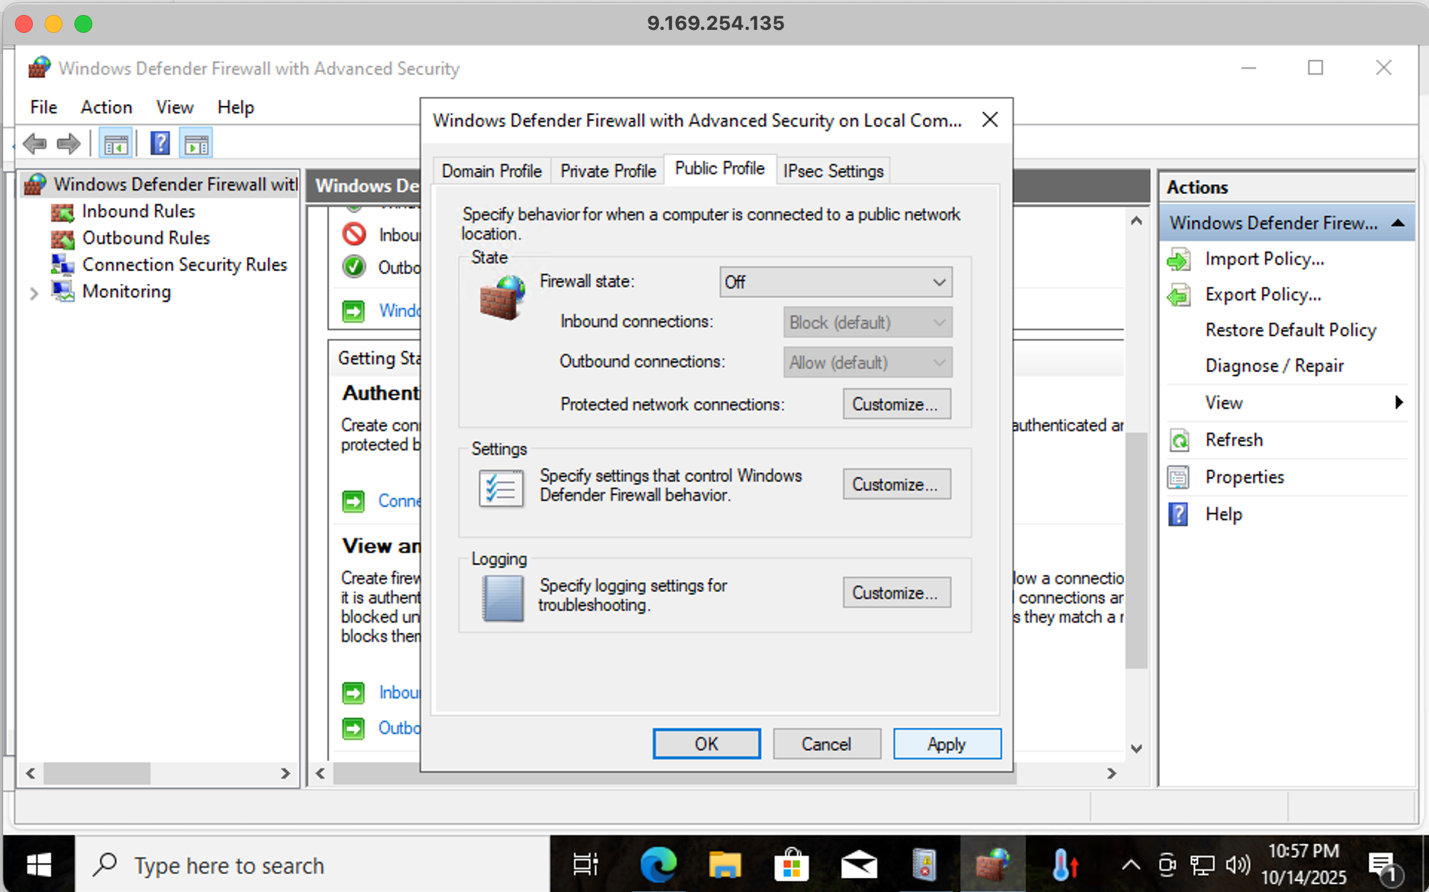 9.169.254.135
Windows Defender Firewall with Advanced Security
File Action View Help
Windows Defender Firewall wit
Inbound Rules
Outbound Rules
Connection Security Rules
Monitoring
Windows De
Inbou
Outbo
Windo
Getting Sta
Authent
Create con
protected b
Conne
View an
Create firew
it is authent
blocked un
blocks them
Inbou
Outbo
authenticated ar
low a connectio
connections ar
s they match a r
Windows Defender Firewall with Advanced Security on Local Com...
Domain Profile Private Profile Public Profile IPsec Settings
Specify behavior for when a computer is connected to a public network
location.
State
Firewall state: Off
Inbound connections: Block (default)
Outbound connections: Allow (default)
Protected network connections: Customize...
Settings
Specify settings that control Windows
Defender Firewall behavior.
Customize...
Logging
Specify logging settings for
troubleshooting.
Customize...
OK Cancel Apply
Actions
Windows Defender Firew...
Import Policy...
Export Policy...
Restore Default Policy
Diagnose / Repair
View
Refresh
Properties
Help
Type here to search
10:57 PM
10/14/2025
1